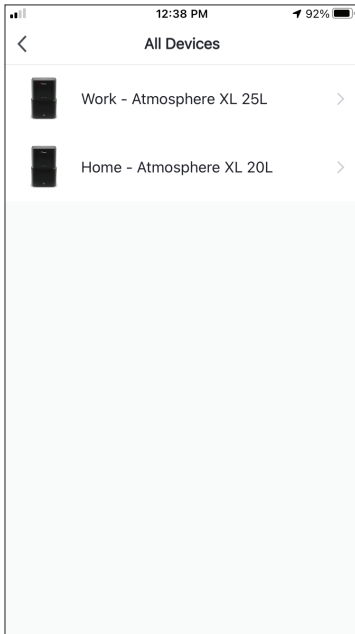 12:38 PM
92%
All Devices
Work - Atmosphere XL 25L
Home - Atmosphere XL 20L